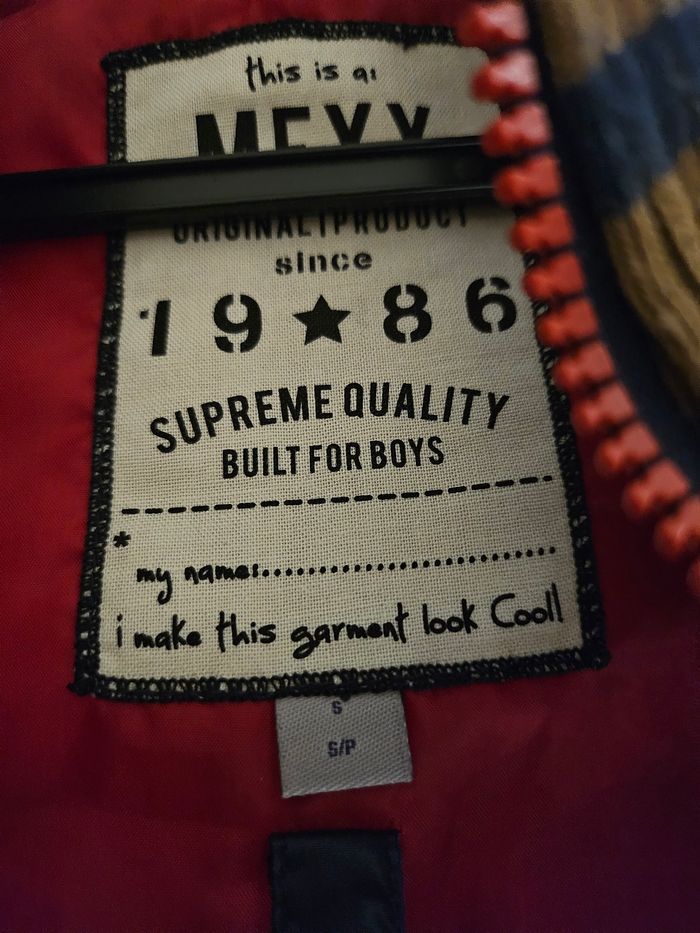 this is a:
MEXX
ORIGINAL PRODUCT
since
19★86
SUPREME QUALITY
BUILT FOR BOYS
*
my name:..........................
i make this garment look Cool!
S
S/P